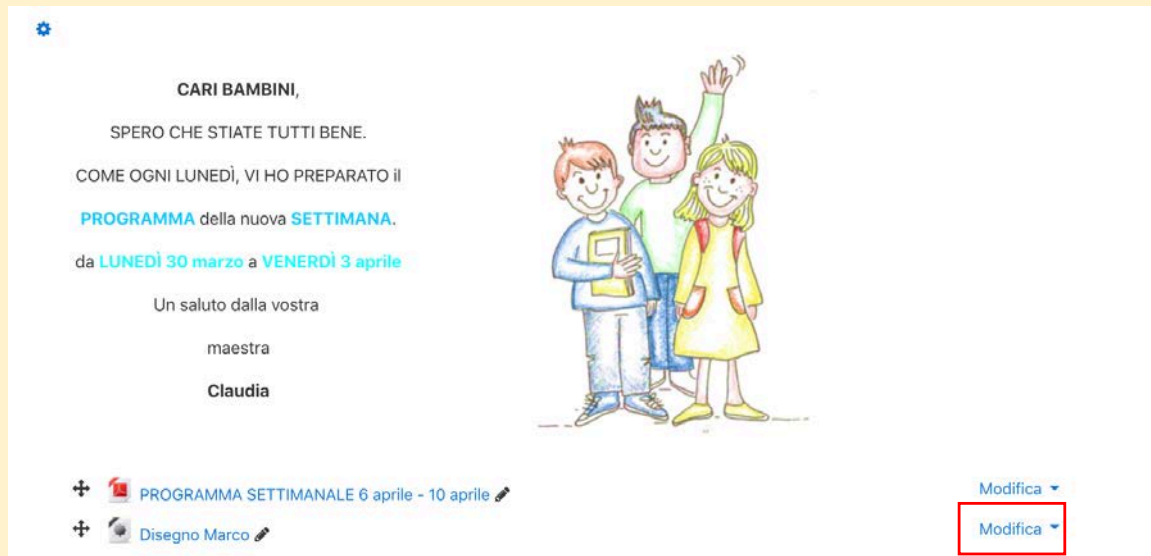 CARI BAMBINI,
SPERO CHE STIATE TUTTI BENE.
COME OGNI LUNEDÌ, VI HO PREPARATO il
PROGRAMMA della nuova SETTIMANA.
da LUNEDÌ 30 marzo a VENERDÌ 3 aprile
Un saluto dalla vostra
maestra
Claudia
PROGRAMMA SETTIMANALE 6 aprile - 10 aprile Modifica
Disegno Marco Modifica